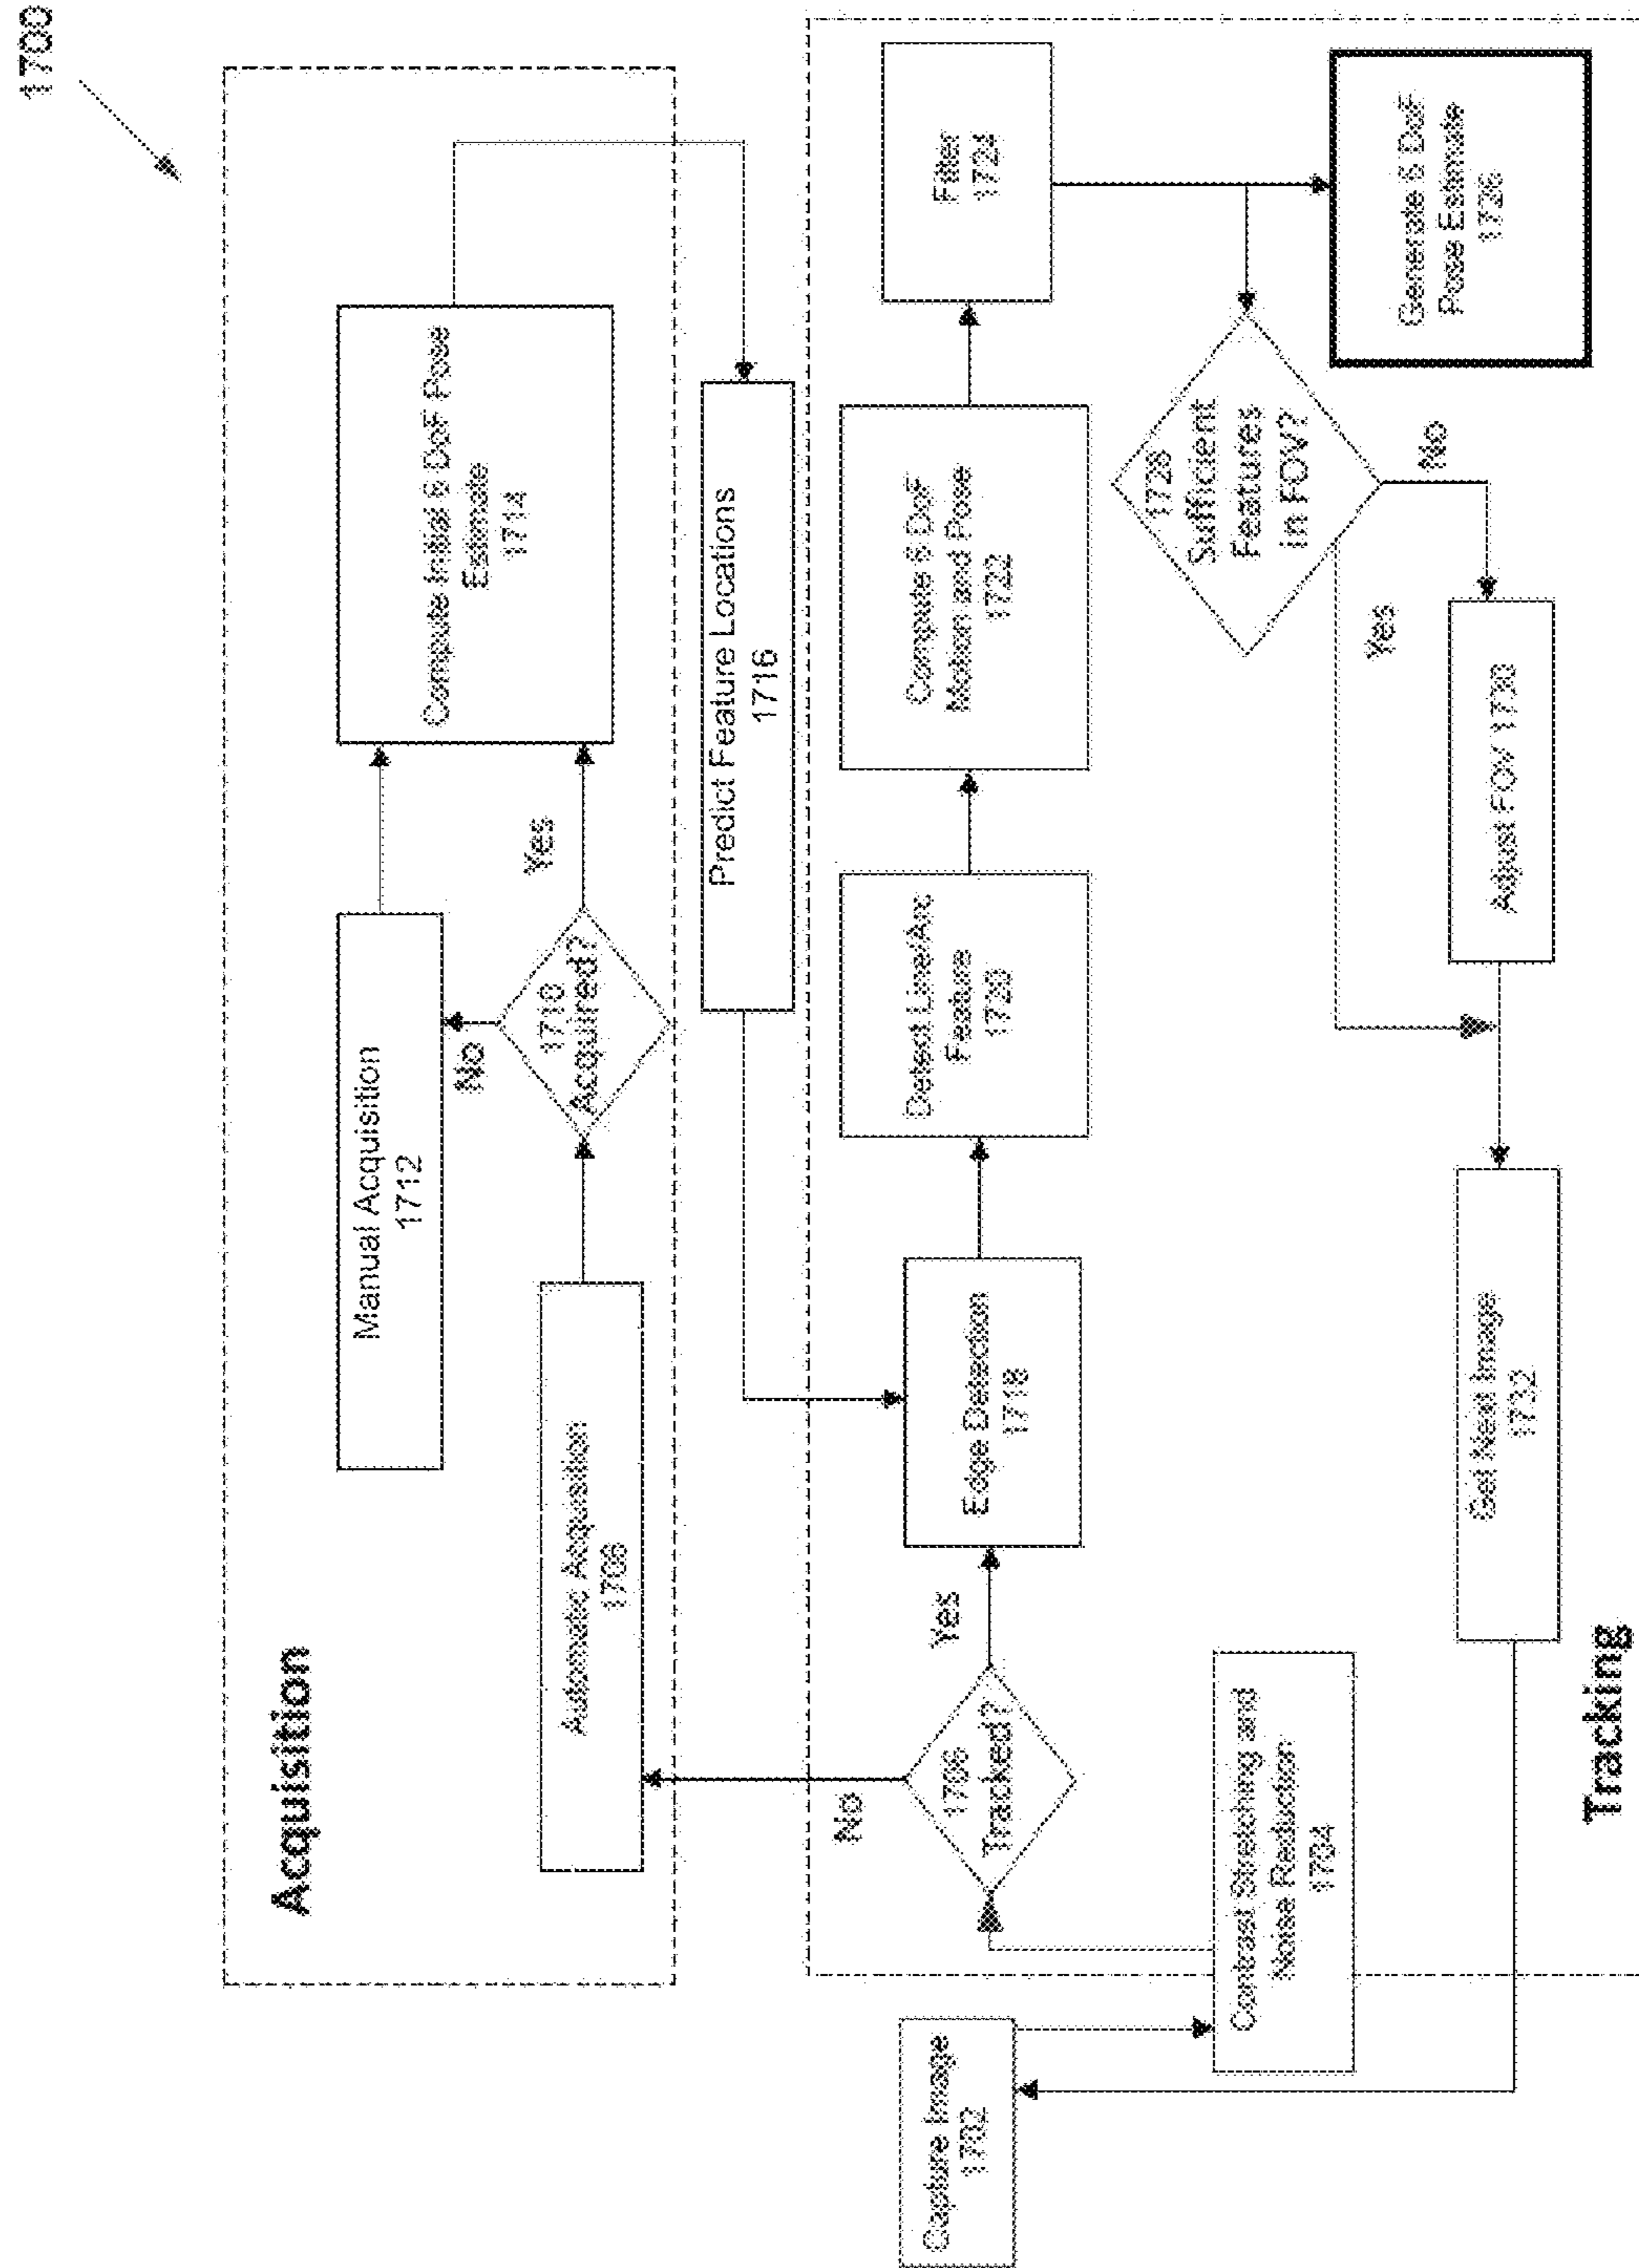 1700
Acquisition
Manual Acquisition
1712
Compute Initial 6 DoF Pose
Estimate
1714
No
Automatic Acquisition
1708
1710
Acquired?
Yes
Predict Feature Locations
1716
No
Capture Image
1702
1706
Tracked?
Yes
Edge Detection
1718
Detect Line/Arc
Feature
1720
Compute 6 DoF
Motion and Pose
1722
Filter
1724
Contrast Stretching and
Noise Reduction
1704
1728
Sufficient
Features
in FOV?
Generate 6 DoF
Pose Estimate
1726
Yes
No
Get Next Image
1732
Adjust FOV 1730
Tracking